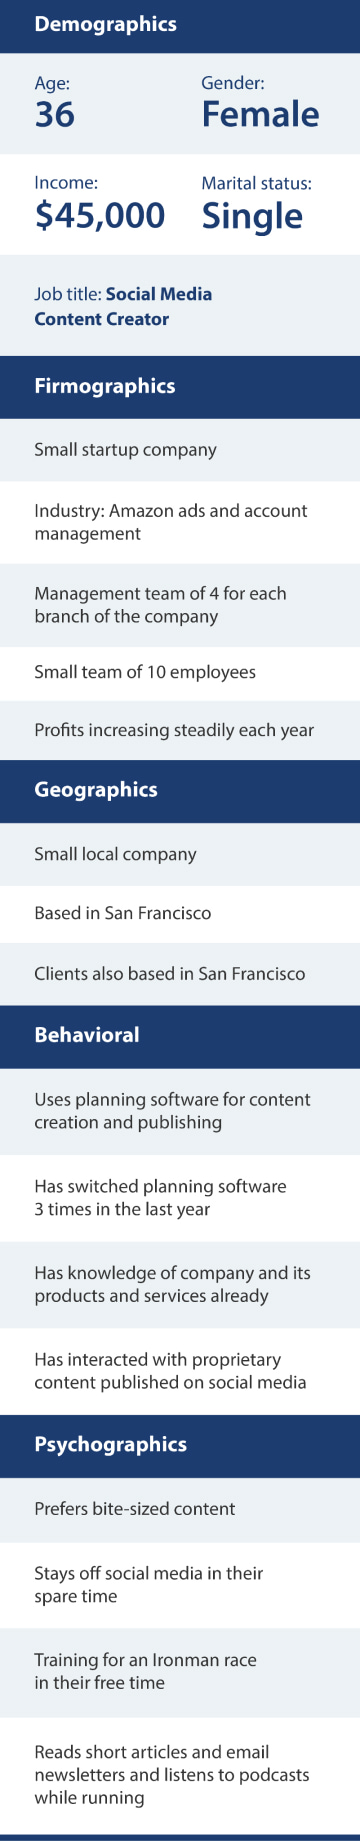 Demographics
Age:
36
Gender:
Female
Income:
$45,000
Marital status:
Single
Job title: Social Media
Content Creator
Firmographics
Small startup company
Industry: Amazon ads and account
management
Management team of 4 for each
branch of the company
Small team of 10 employees
Profits increasing steadily each year
Geographics
Small local company
Based in San Francisco
Clients also based in San Francisco
Behavioral
Uses planning software for content
creation and publishing
Has switched planning software
3 times in the last year
Has knowledge of company and its
products and services already
Has interacted with proprietary
content published on social media
Psychographics
Prefers bite-sized content
Stays off social media in their
spare time
Training for an Ironman race
in their free time
Reads short articles and email
newsletters and listens to podcasts
while running